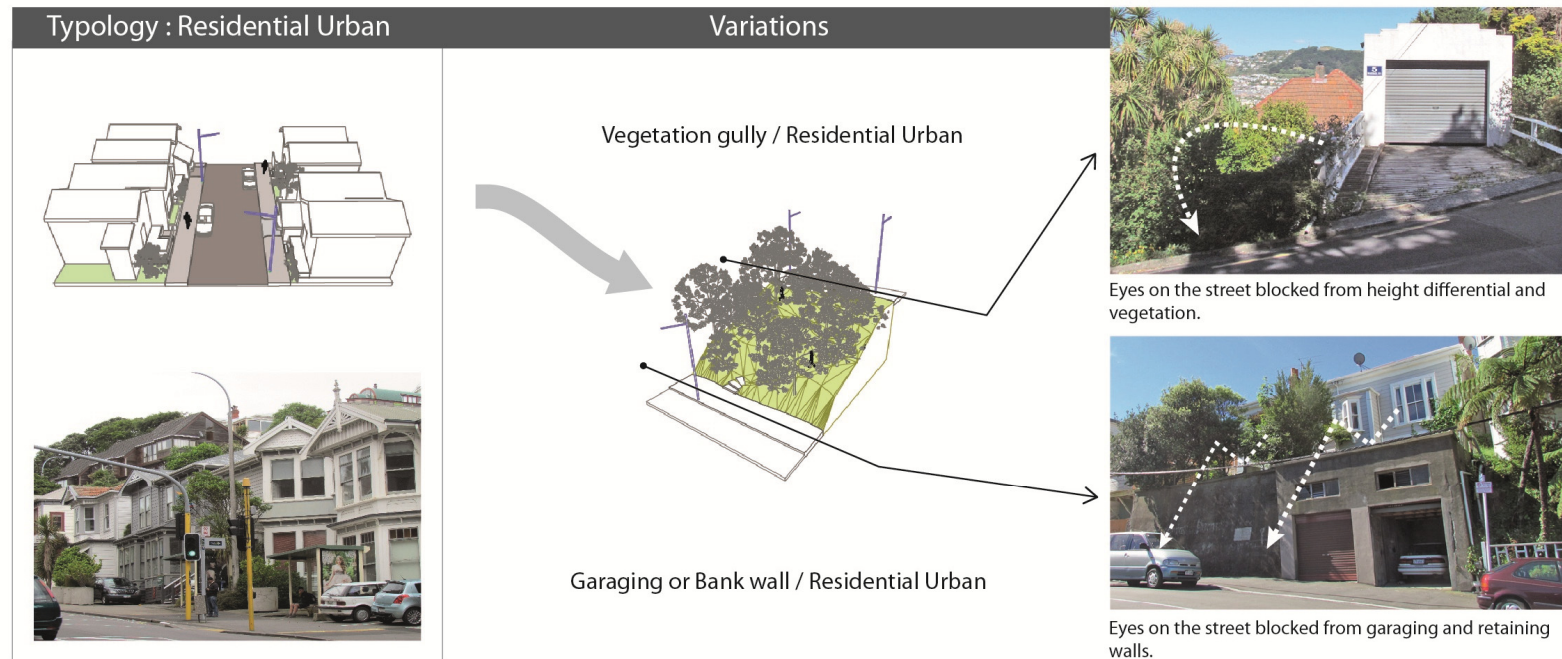 Typology : Residential Urban
Variations
Vegetation gully / Residential Urban
Garaging or Bank wall / Residential Urban
Eyes on the street blocked from height differential and
vegetation.
Eyes on the street blocked from garaging and retaining
walls.